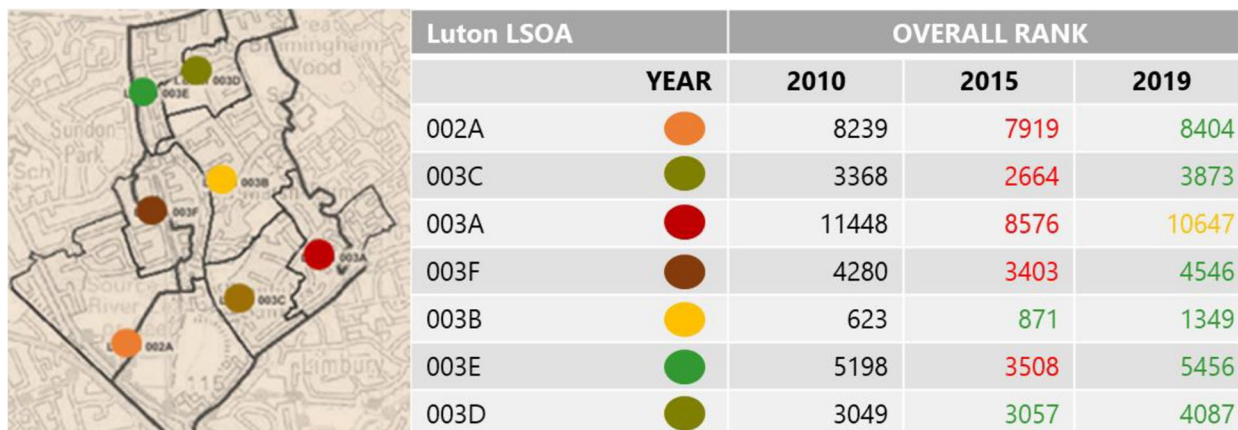 003D
003E
Sundon
Park
003B
003F
003A
003C
002A
115
Limbury
Luton LSOA OVERALL RANK
YEAR 2010 2015 2019
002A 8239 7919 8404
003C 3368 2664 3873
003A 11448 8576 10647
003F 4280 3403 4546
003B 623 871 1349
003E 5198 3508 5456
003D 3049 3057 4087